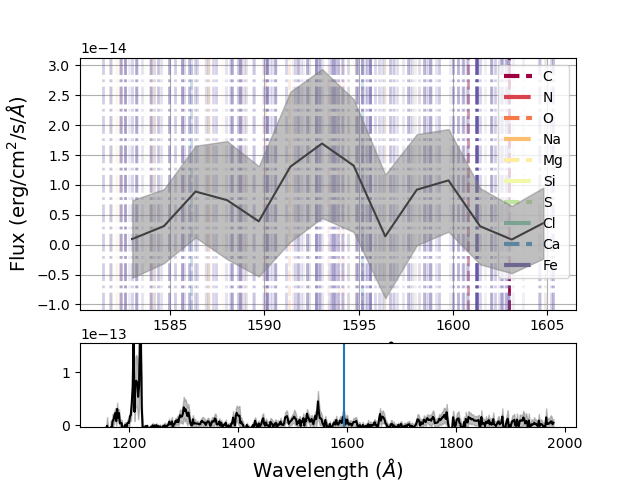 1e−14
3.0
2.5
2.0
1.5
1.0
0.5
0.0
−0.5
−1.0
Flux (erg/cm²/s/Å)
C
N
O
Na
Mg
Si
S
Cl
Ca
Fe
1585 1590 1595 1600 1605
1e−13
1
0
1200 1400 1600 1800 2000
Wavelength (Å)